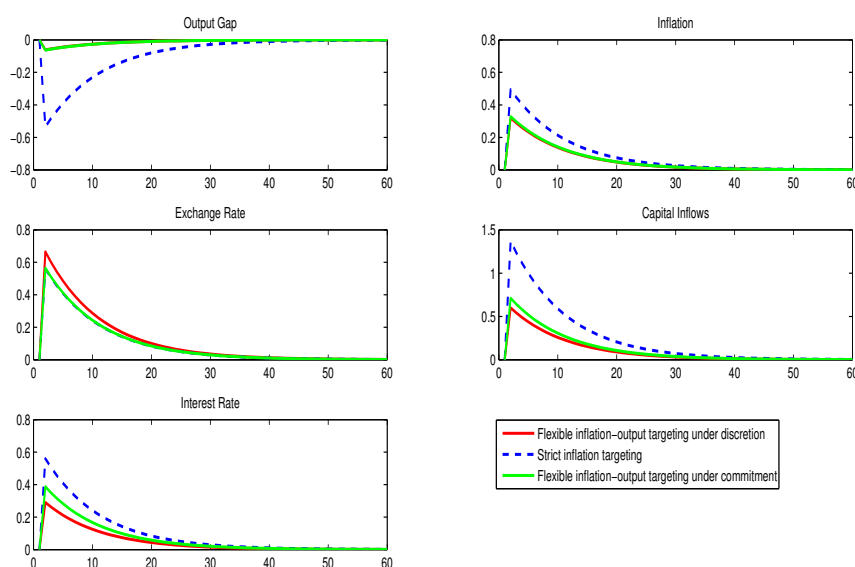 Output Gap
0
−0.2
−0.4
−0.6
−0.8
0 10 20 30 40 50 60
Inflation
0.8
0.6
0.4
0.2
0
0 10 20 30 40 50 60
Exchange Rate
0.8
0.6
0.4
0.2
0
0 10 20 30 40 50 60
Capital Inflows
1.5
1
0.5
0
0 10 20 30 40 50 60
Interest Rate
0.8
0.6
0.4
0.2
0
0 10 20 30 40 50 60
Flexible inflation−output targeting under discretion
Strict inflation targeting
Flexible inflation−output targeting under commitment